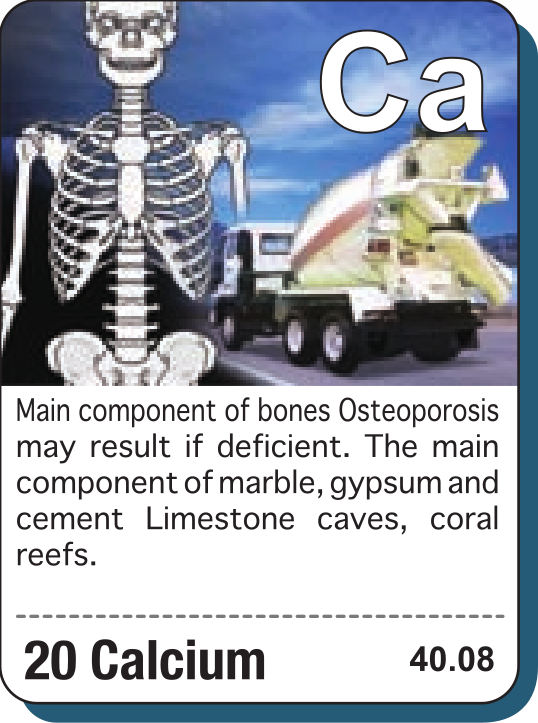 Ca
Main component of bones Osteoporosis
may result if deficient. The main
component of marble, gypsum and
cement Limestone caves, coral
reefs.
20 Calcium 40.08